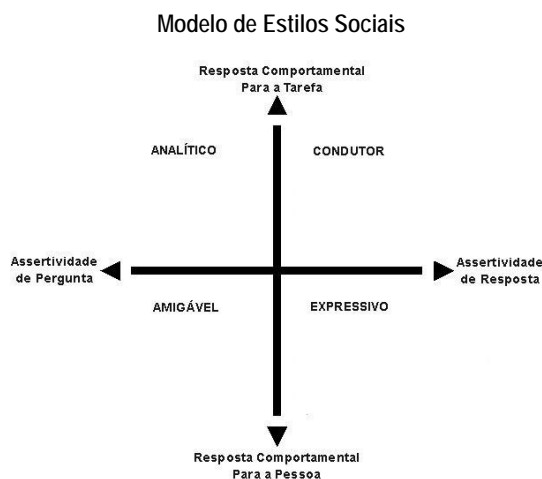 Modelo de Estilos Sociais
Resposta Comportamental
Para a Tarefa
ANALÍTICO
CONDUTOR
Assertividade
de Pergunta
Assertividade
de Resposta
AMIGÁVEL
EXPRESSIVO
Resposta Comportamental
Para a Pessoa